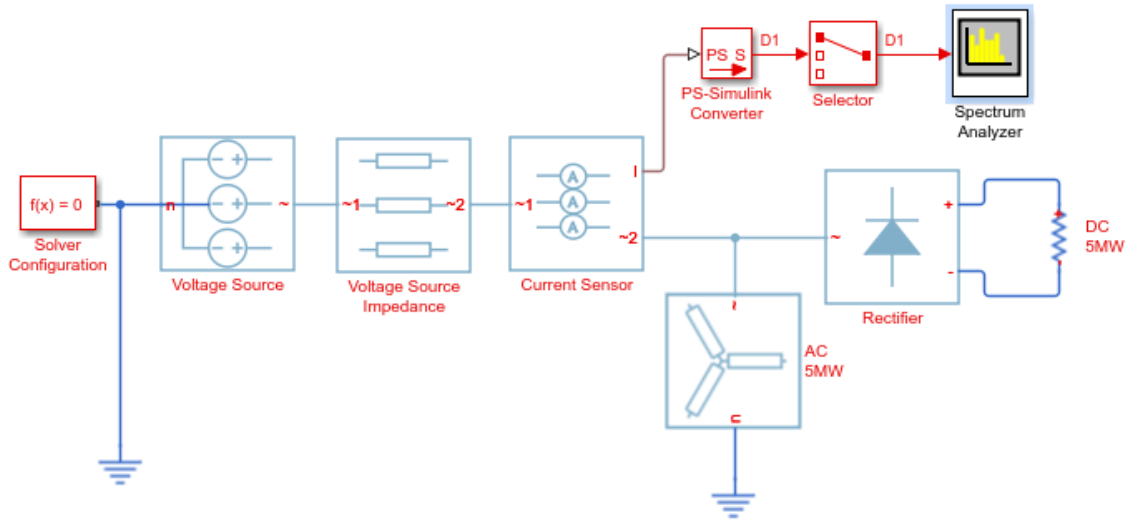 D1
D1
PS S
PS-Simulink
Converter
Selector
Spectrum
Analyzer
f(x) = 0
Solver
Configuration
n
~
Voltage Source
~1
~2
Voltage Source
Impedance
~1
A
A
A
I
~2
Current Sensor
~
+
-
Rectifier
+
-
DC
5MW
~
AC
5MW
n